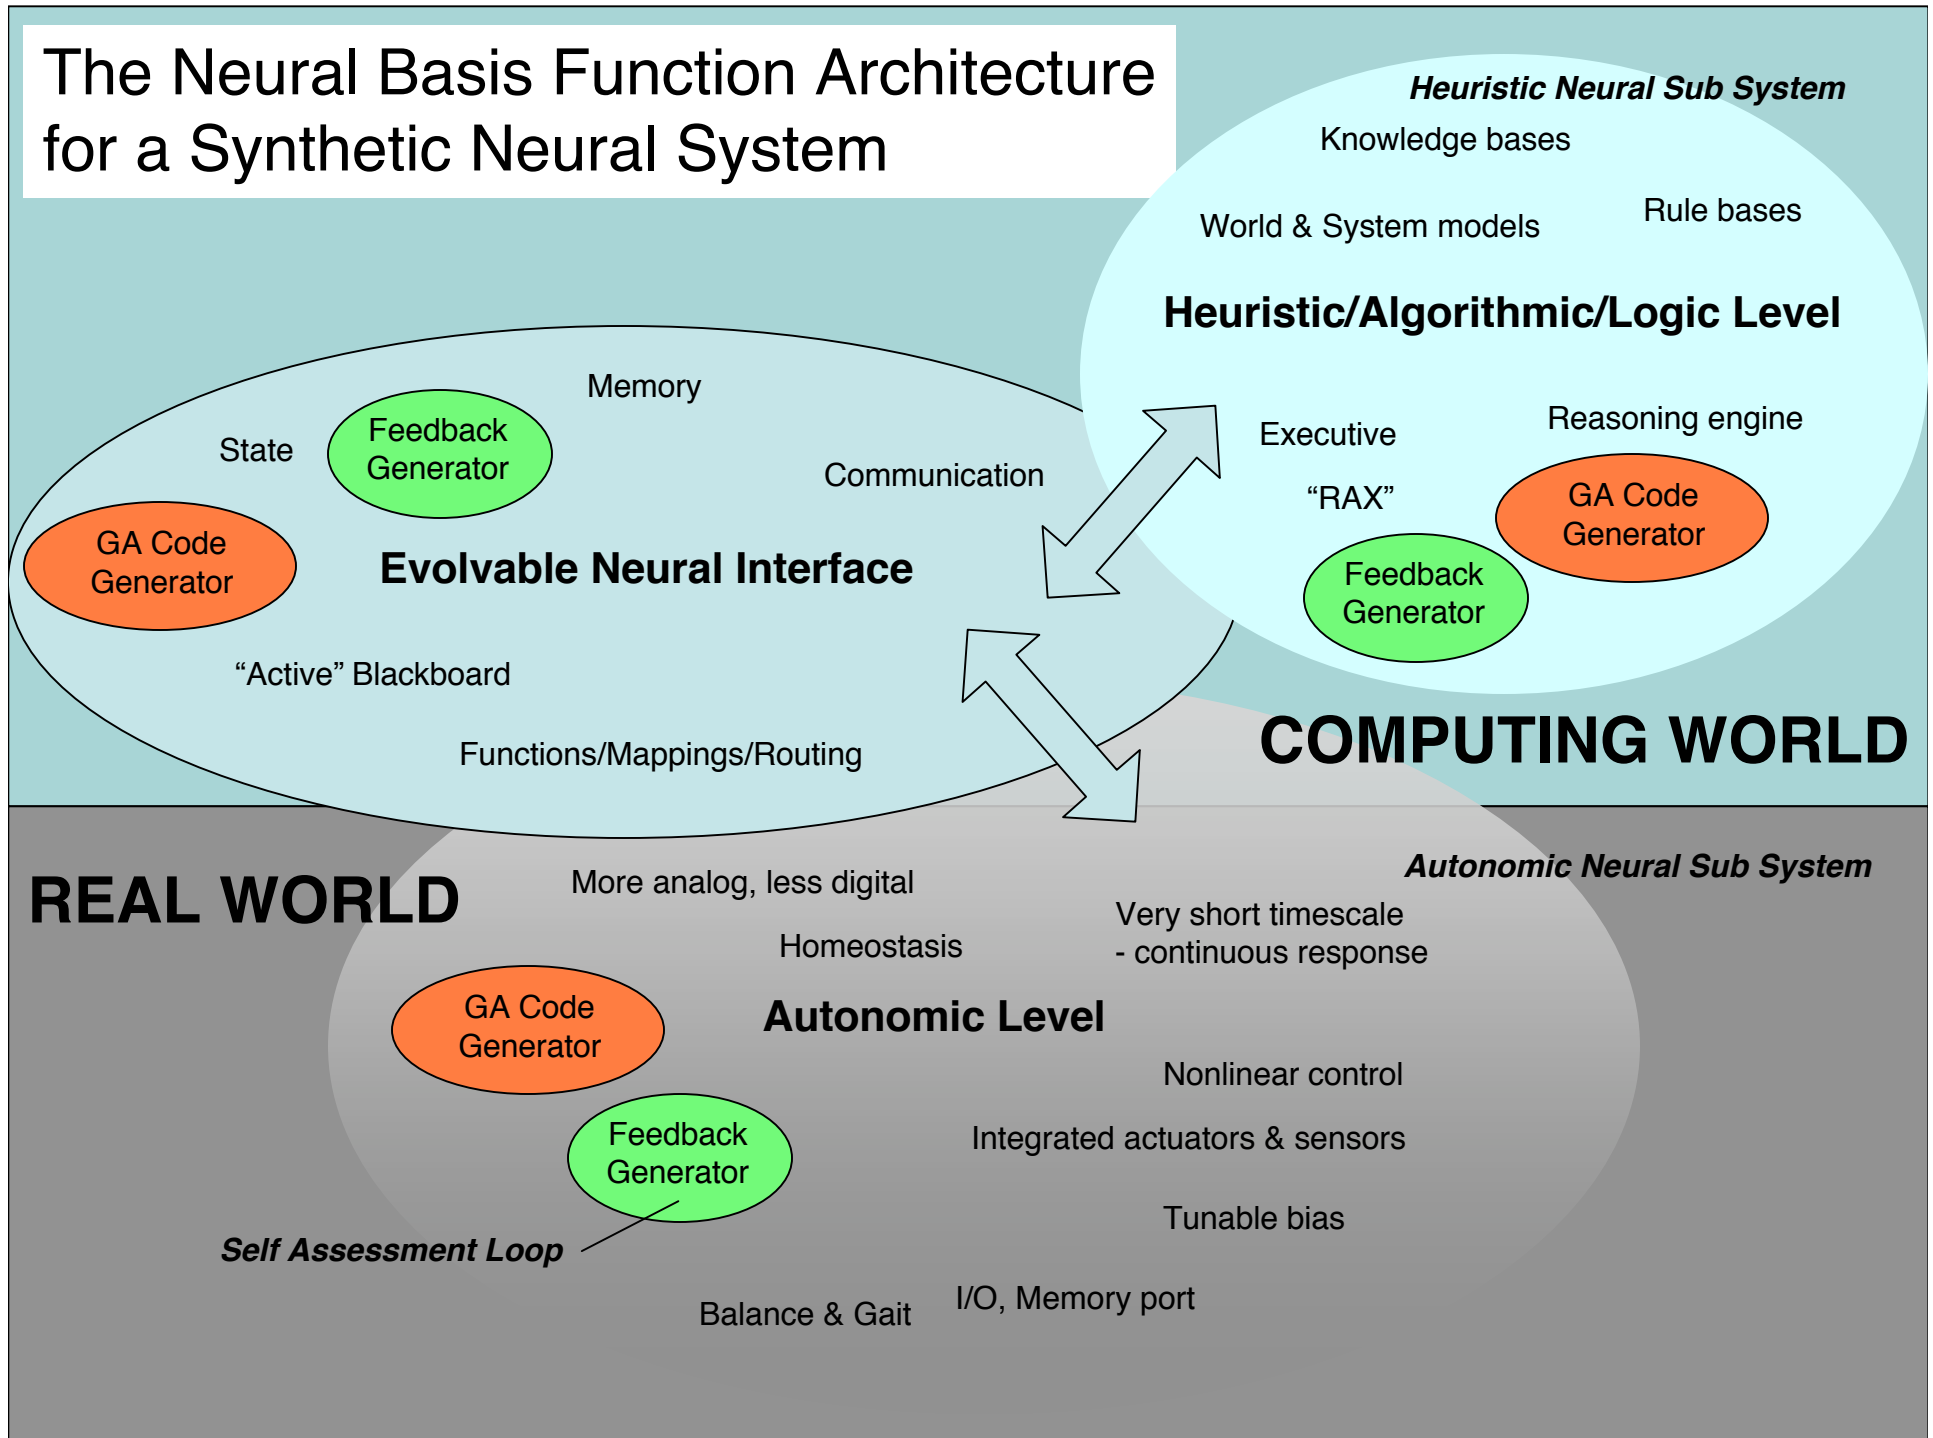 The Neural Basis Function Architecture
for a Synthetic Neural System
Heuristic Neural Sub System
Knowledge bases
Rule bases
World & System models
Heuristic/Algorithmic/Logic Level
Executive
Reasoning engine
“RAX”
GA Code
Generator
Feedback
Generator
Memory
State
Feedback
Generator
Communication
GA Code
Generator
Evolvable Neural Interface
“Active” Blackboard
Functions/Mappings/Routing
COMPUTING WORLD
REAL WORLD
Autonomic Neural Sub System
More analog, less digital
Very short timescale
- continuous response
Homeostasis
Autonomic Level
GA Code
Generator
Nonlinear control
Feedback
Generator
Integrated actuators & sensors
Tunable bias
Self Assessment Loop
I/O, Memory port
Balance & Gait